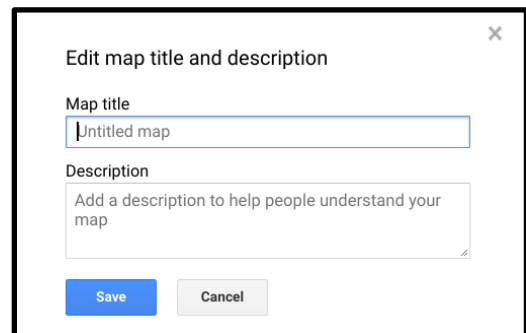 Edit map title and description
Map title
Untitled map
Description
Add a description to help people understand your
map
Save
Cancel